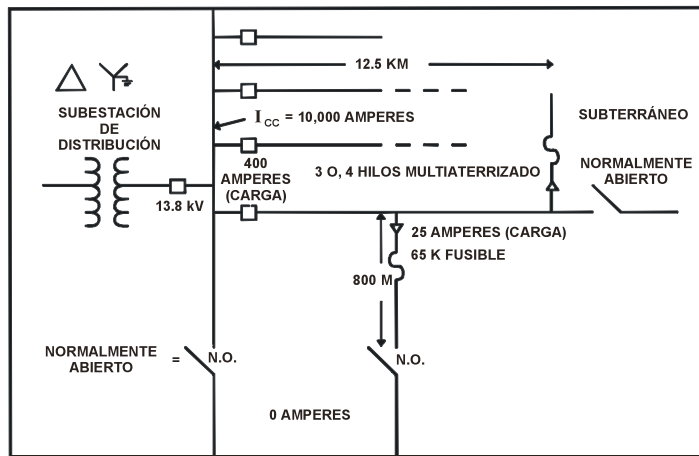 12.5 KM
SUBESTACIÓN
DE
DISTRIBUCIÓN
I CC = 10,000 AMPERES
SUBTERRÁNEO
400
AMPERES
(CARGA)
3 O, 4 HILOS MULTIATERRIZADO
NORMALMENTE
ABIERTO
13.8 kV
25 AMPERES (CARGA)
65 K FUSIBLE
800 M
NORMALMENTE
ABIERTO
= N.O.
N.O.
0 AMPERES